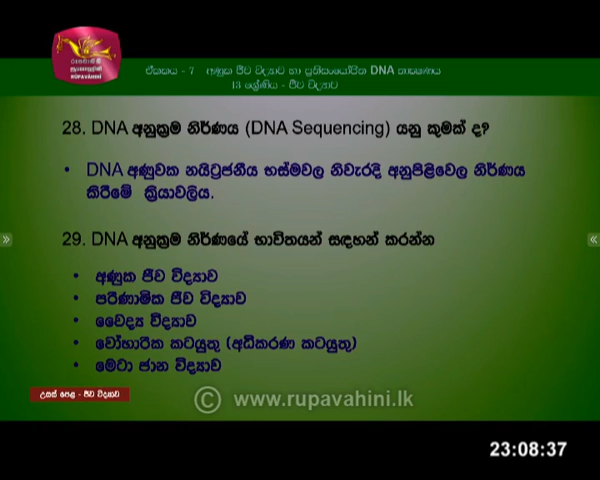 රූපවාහිනී
RUPAVAHINI
ඒකකය - 7 අණුක ජීව විද්‍යාව හා ප්‍රතිසංයෝජිත DNA තාක්ෂණය
13 ශ්‍රේණිය - ජීව විද්‍යාව
28. DNA අනුක්‍රම නිර්ණය (DNA Sequencing) යනු කුමක් ද?
• DNA අණුවක නයිට්‍රජනීය භස්මවල නිවැරදි අනුපිළිවෙල නිර්ණය
කිරීමේ ක්‍රියාවලිය.
29. DNA අනුක්‍රම නිර්ණයේ භාවිතයන් සඳහන් කරන්න
• අණුක ජීව විද්‍යාව
• පරිණාමික ජීව විද්‍යාව
• වෛද්‍ය විද්‍යාව
• වෝහාරික කටයුතු (අධිකරණ කටයුතු)
• මෙටා ජාන විද්‍යාව
උසස් පෙළ - ජීව විද්‍යාව
© www.rupavahini.lk
23:08:37